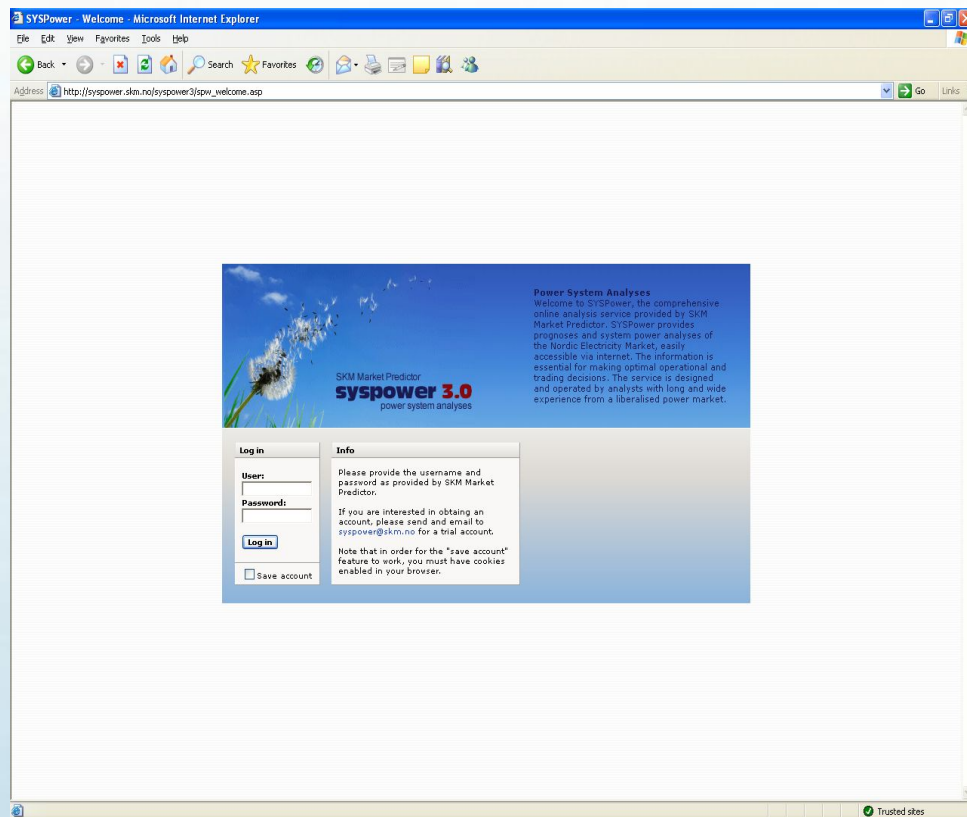 SYSPower - Welcome - Microsoft Internet Explorer
File Edit View Favorites Tools Help
Back Search Favorites
Address http://syspower.skm.no/syspower3/spw_welcome.asp Go Links
Power System Analyses
Welcome to SYSPower, the comprehensive
online analysis service provided by SKM
Market Predictor. SYSPower provides
prognoses and system power analyses of
the Nordic Electricity Market, easily
accessible via internet. The information is
essential for making optimal operational and
trading decisions. The service is designed
and operated by analysts with long and wide
experience from a liberalised power market.
SKM Market Predictor
syspower 3.0
power system analyses
Log in
User:
Password:
Log in
Save account
Info
Please provide the username and
password as provided by SKM Market
Predictor.
If you are interested in obtaing an
account, please send and email to
syspower@skm.no for a trial account.
Note that in order for the "save account"
feature to work, you must have cookies
enabled in your browser.
Trusted sites